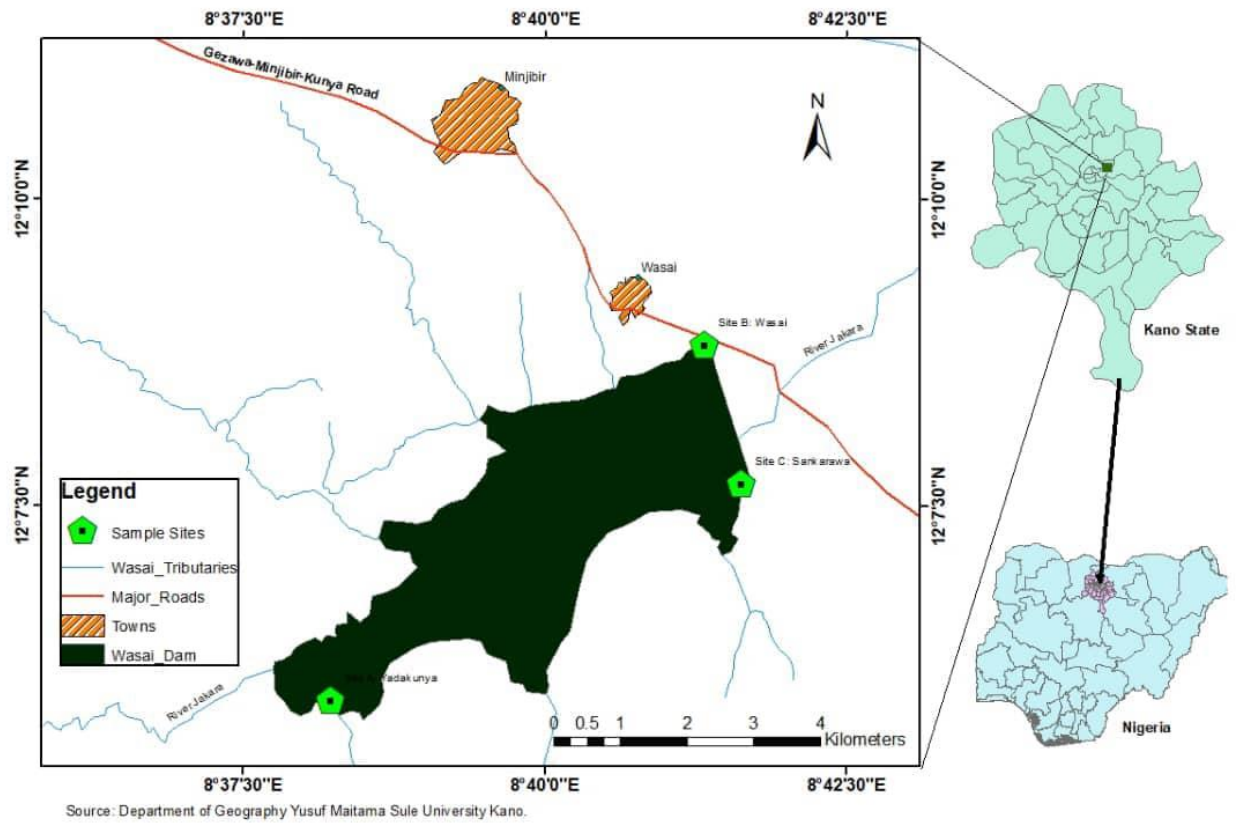 8°37'30"E
8°40'0"E
8°42'30"E
Gezawa-Minjibir-Kunya Road
Minjibir
N
12°10'0"N
12°10'0"N
Wasai
Site B: Wasai
River Jakara
Kano State
Site C: Sankarawa
Legend
Sample Sites
Wasai_Tributaries
Major_Roads
Towns
Wasai_Dam
12°7'30"N
12°7'30"N
Yadakunya
River Jakara
0 0.5 1 2 3 4
Kilometers
Nigeria
8°37'30"E
8°40'0"E
8°42'30"E
Source: Department of Geography Yusuf Maitama Sule University Kano.